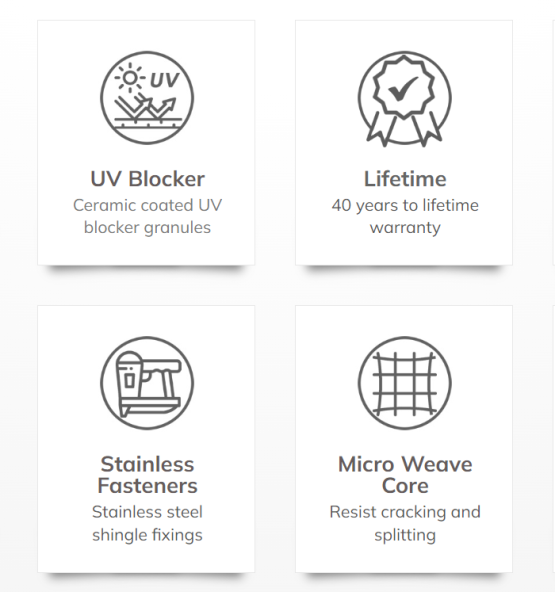 UV
UV Blocker
Ceramic coated UV
blocker granules
Lifetime
40 years to lifetime
warranty
Stainless
Fasteners
Stainless steel
shingle fixings
Micro Weave
Core
Resist cracking and
splitting